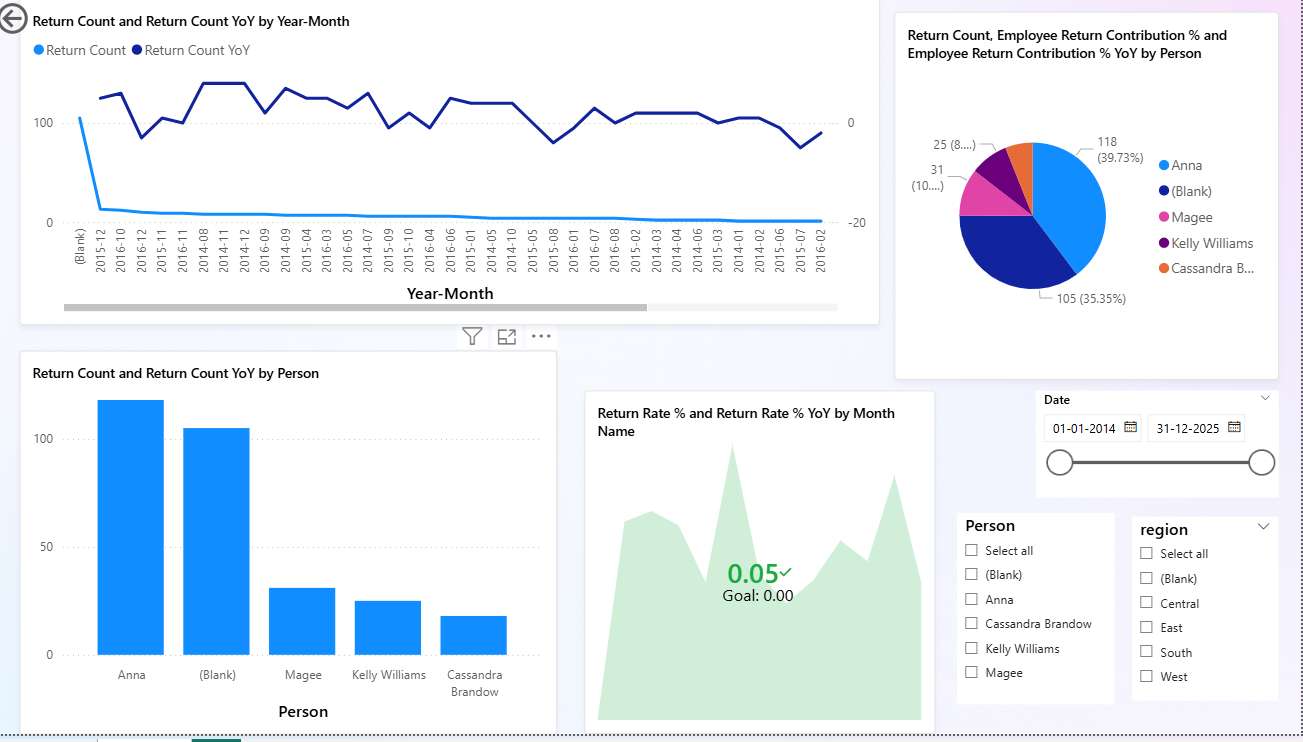 Return Count and Return Count YoY by Year-Month
Return Count Return Count YoY
100
0
0
-20
(Blank)
2015-12
2016-10
2016-12
2015-11
2016-11
2014-08
2014-11
2014-12
2016-09
2014-09
2015-04
2016-03
2016-05
2014-07
2015-09
2015-10
2016-04
2016-06
2015-01
2014-05
2014-10
2015-05
2015-08
2016-01
2016-07
2016-08
2015-02
2014-03
2014-04
2014-06
2015-03
2014-01
2014-02
2015-06
2015-07
2016-02
Year-Month
Return Count, Employee Return Contribution % and
Employee Return Contribution % YoY by Person
118
(39.73%)
25 (8....)
31
(10....)
105 (35.35%)
Anna
(Blank)
Magee
Kelly Williams
Cassandra B...
Return Count and Return Count YoY by Person
100
50
0
Anna
(Blank)
Magee
Kelly Williams
Cassandra
Brandow
Person
Return Rate % and Return Rate % YoY by Month
Name
0.05
Goal: 0.00
Date
01-01-2014
31-12-2025
Person
Select all
(Blank)
Anna
Cassandra Brandow
Kelly Williams
Magee
region
Select all
(Blank)
Central
East
South
West